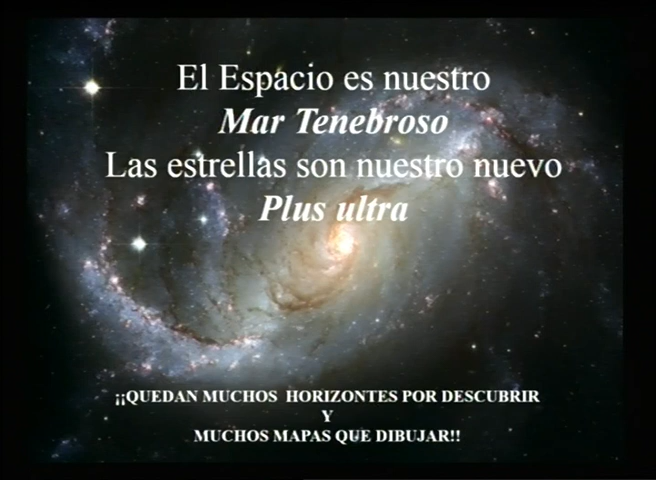 El Espacio es nuestro
Mar Tenebroso
Las estrellas son nuestro nuevo
Plus ultra
¡¡QUEDAN MUCHOS HORIZONTES POR DESCUBRIR
Y
MUCHOS MAPAS QUE DIBUJAR!!